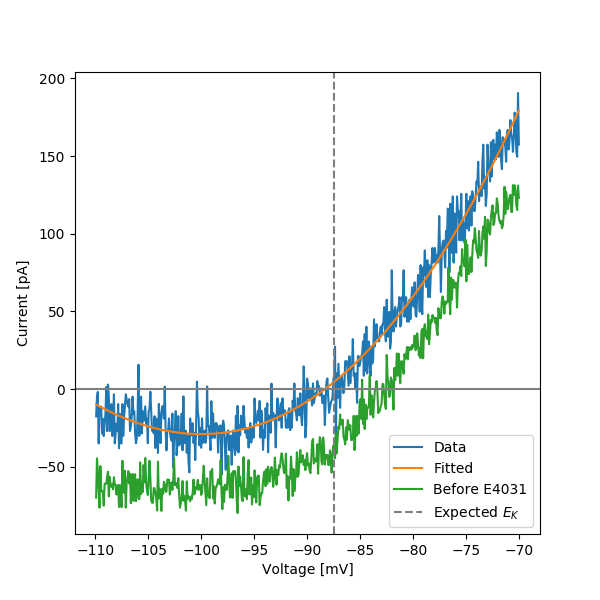 200
150
100
50
0
−50
Current [pA]
Data
Fitted
Before E4031
Expected E_K
−110 −105 −100 −95 −90 −85 −80 −75 −70
Voltage [mV]